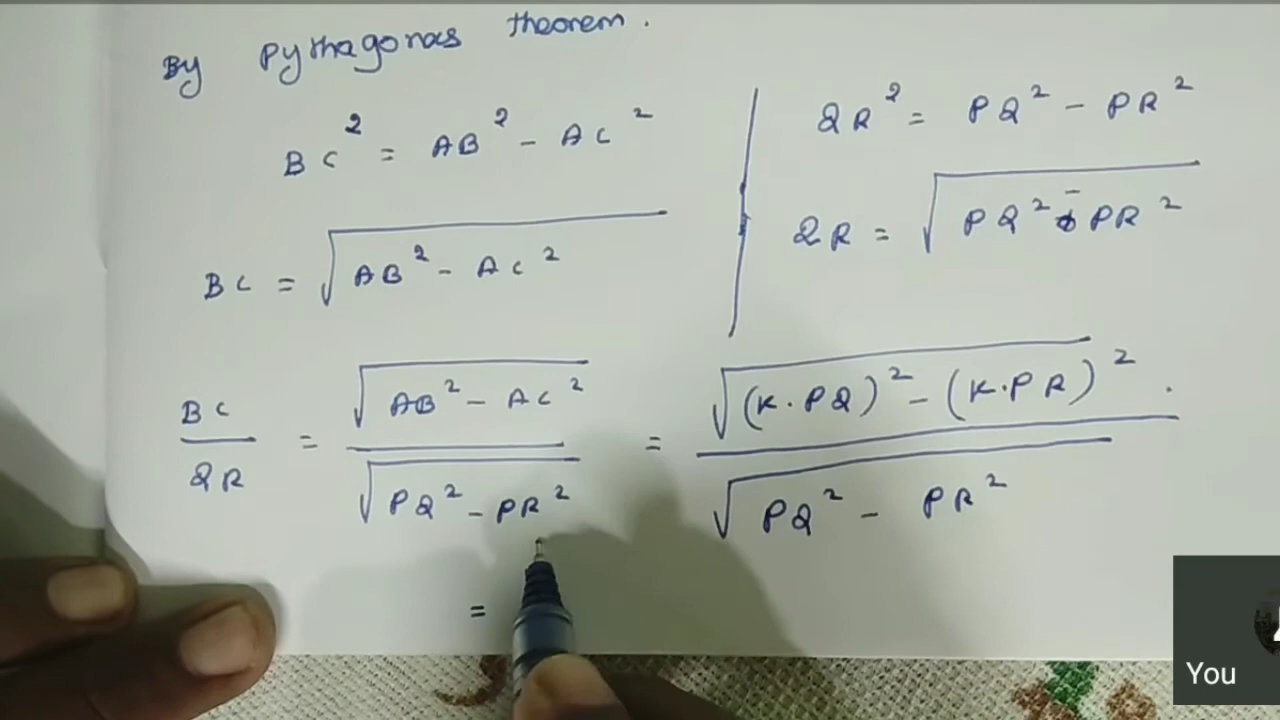 By Pythagoras theorem.
BC² = AB² - AC²
BC = √(AB² - AC²)
QR² = PQ² - PR²
QR = √(PQ² - PR²)
BC/QR = √(AB² - AC²)/√(PQ² - PR²) = √((K·PQ)² - (K·PR)²)/√(PQ² - PR²)
=
You